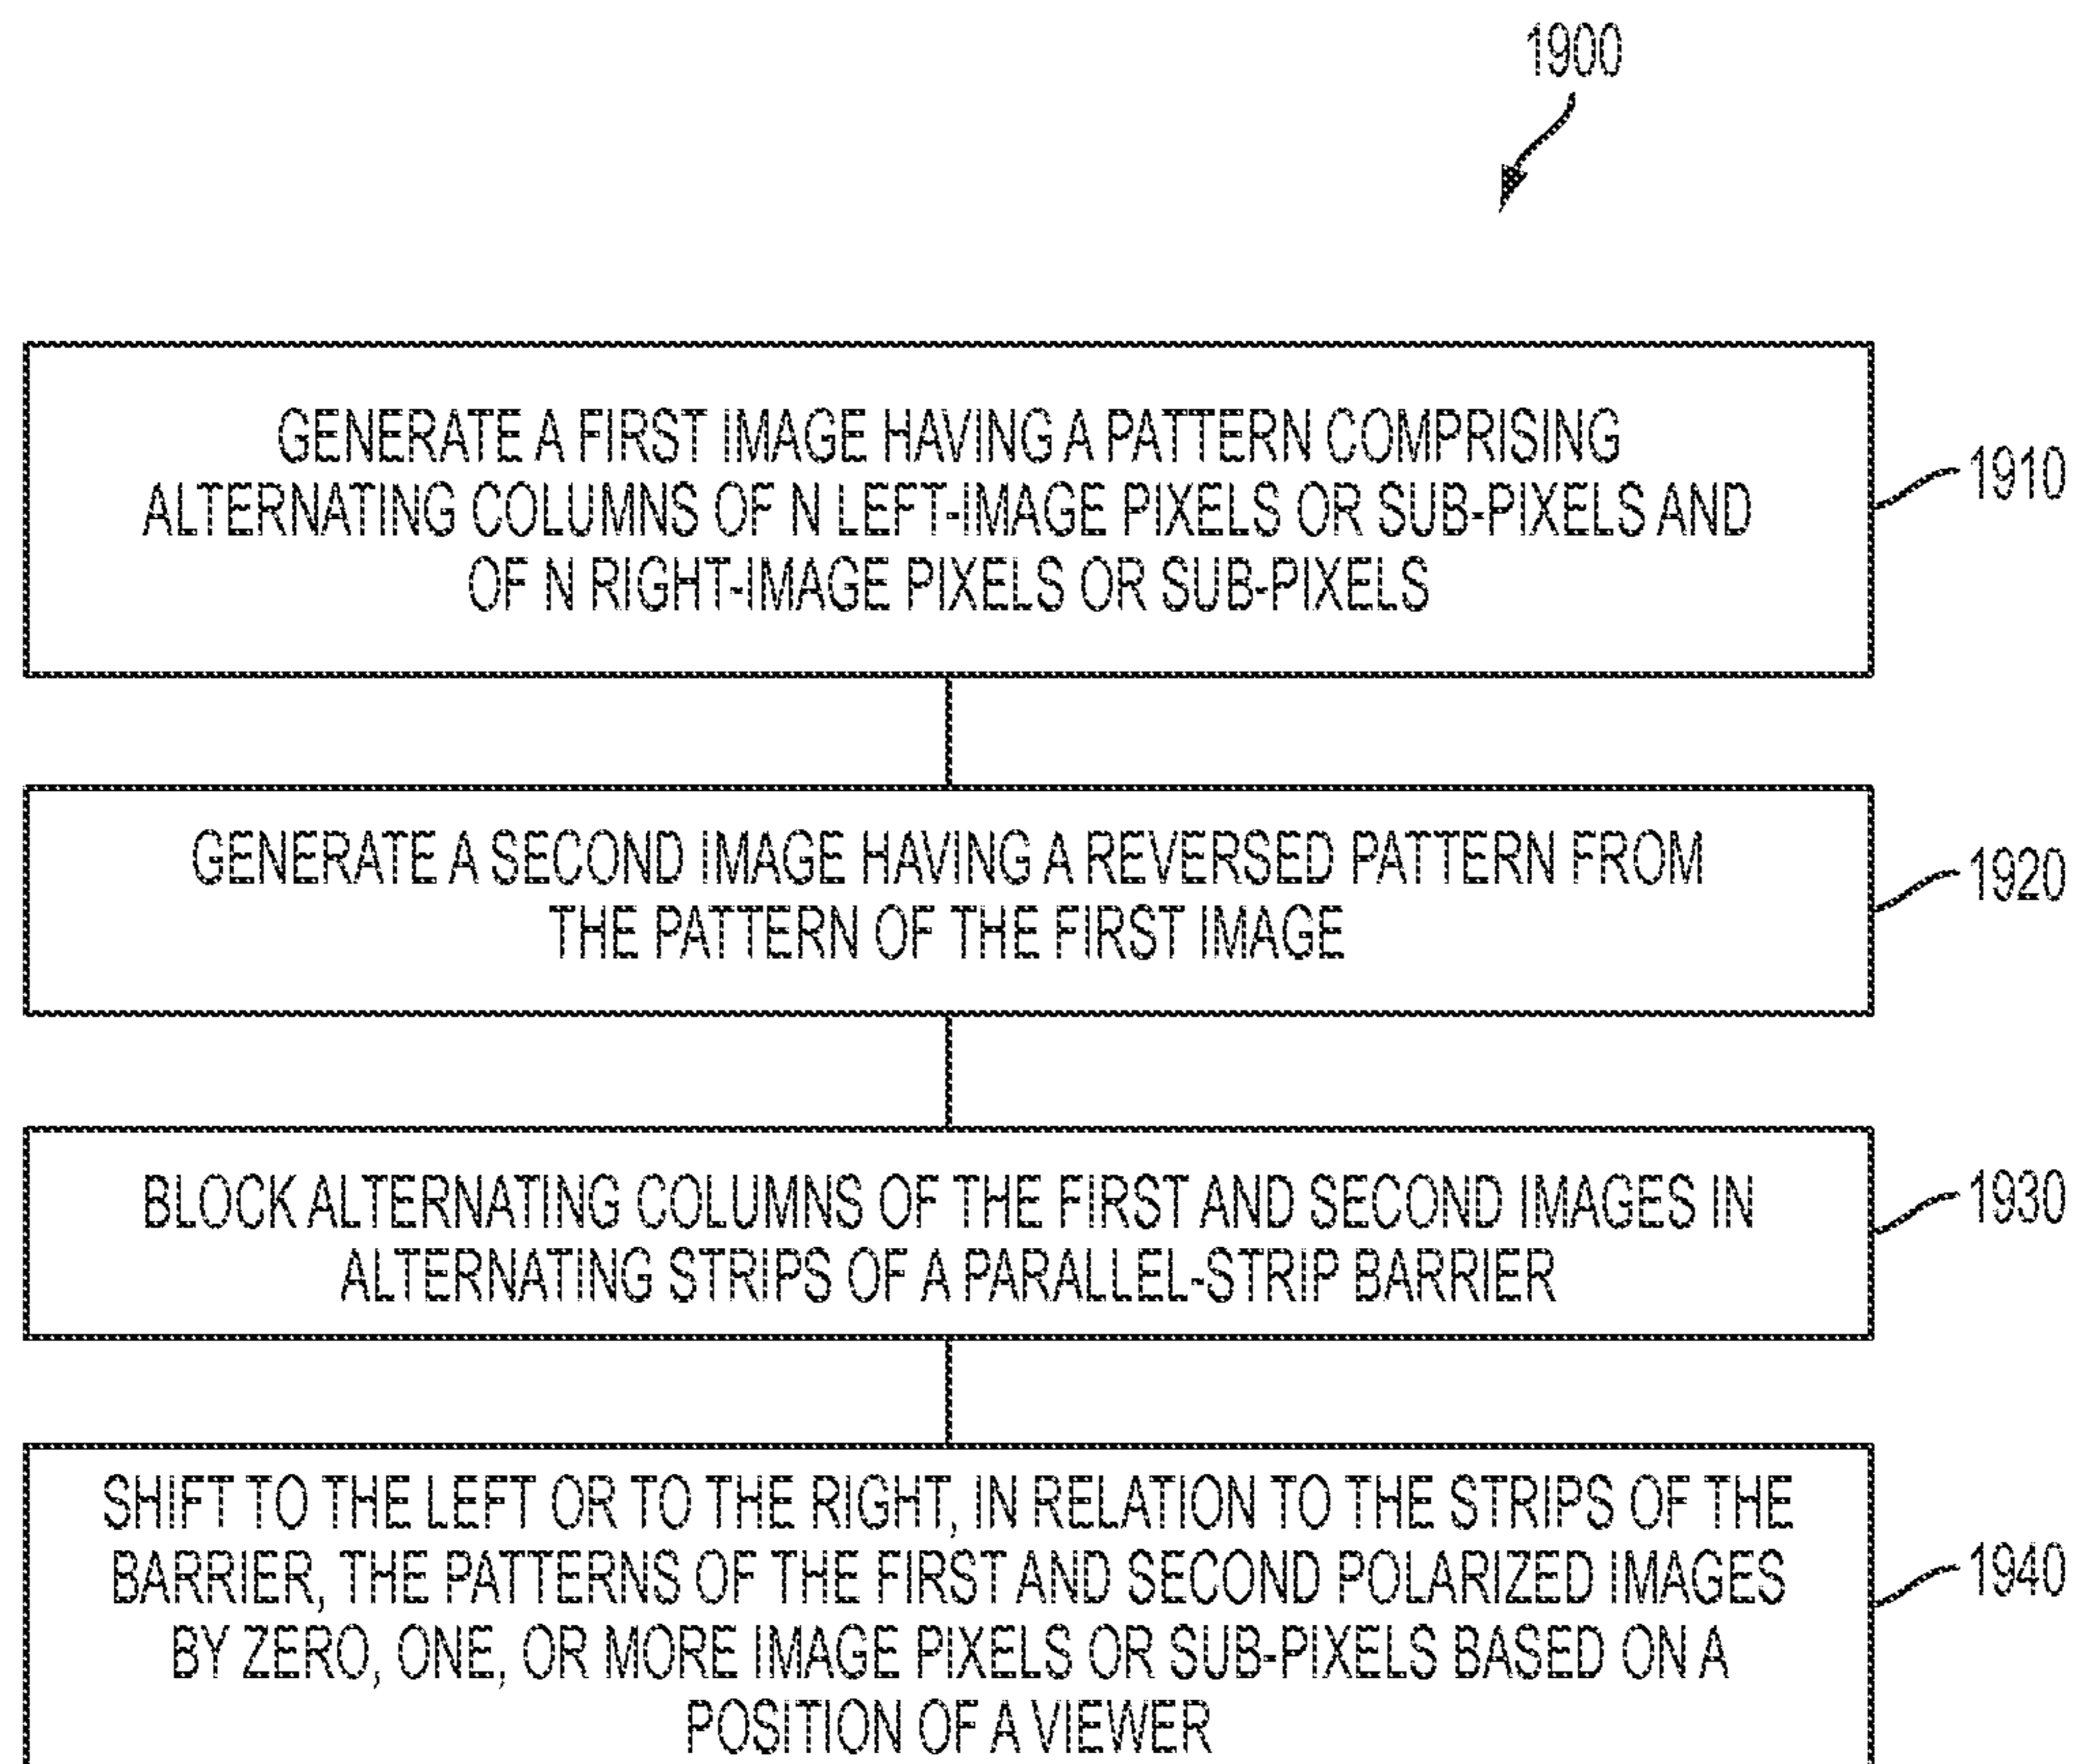 1900
GENERATE A FIRST IMAGE HAVING A PATTERN COMPRISING
ALTERNATING COLUMNS OF N LEFT-IMAGE PIXELS OR SUB-PIXELS AND
OF N RIGHT-IMAGE PIXELS OR SUB-PIXELS
1910
GENERATE A SECOND IMAGE HAVING A REVERSED PATTERN FROM
THE PATTERN OF THE FIRST IMAGE
1920
BLOCK ALTERNATING COLUMNS OF THE FIRST AND SECOND IMAGES IN
ALTERNATING STRIPS OF A PARALLEL-STRIP BARRIER
1930
SHIFT TO THE LEFT OR TO THE RIGHT, IN RELATION TO THE STRIPS OF THE
BARRIER, THE PATTERNS OF THE FIRST AND SECOND POLARIZED IMAGES
BY ZERO, ONE, OR MORE IMAGE PIXELS OR SUB-PIXELS BASED ON A
POSITION OF A VIEWER
1940